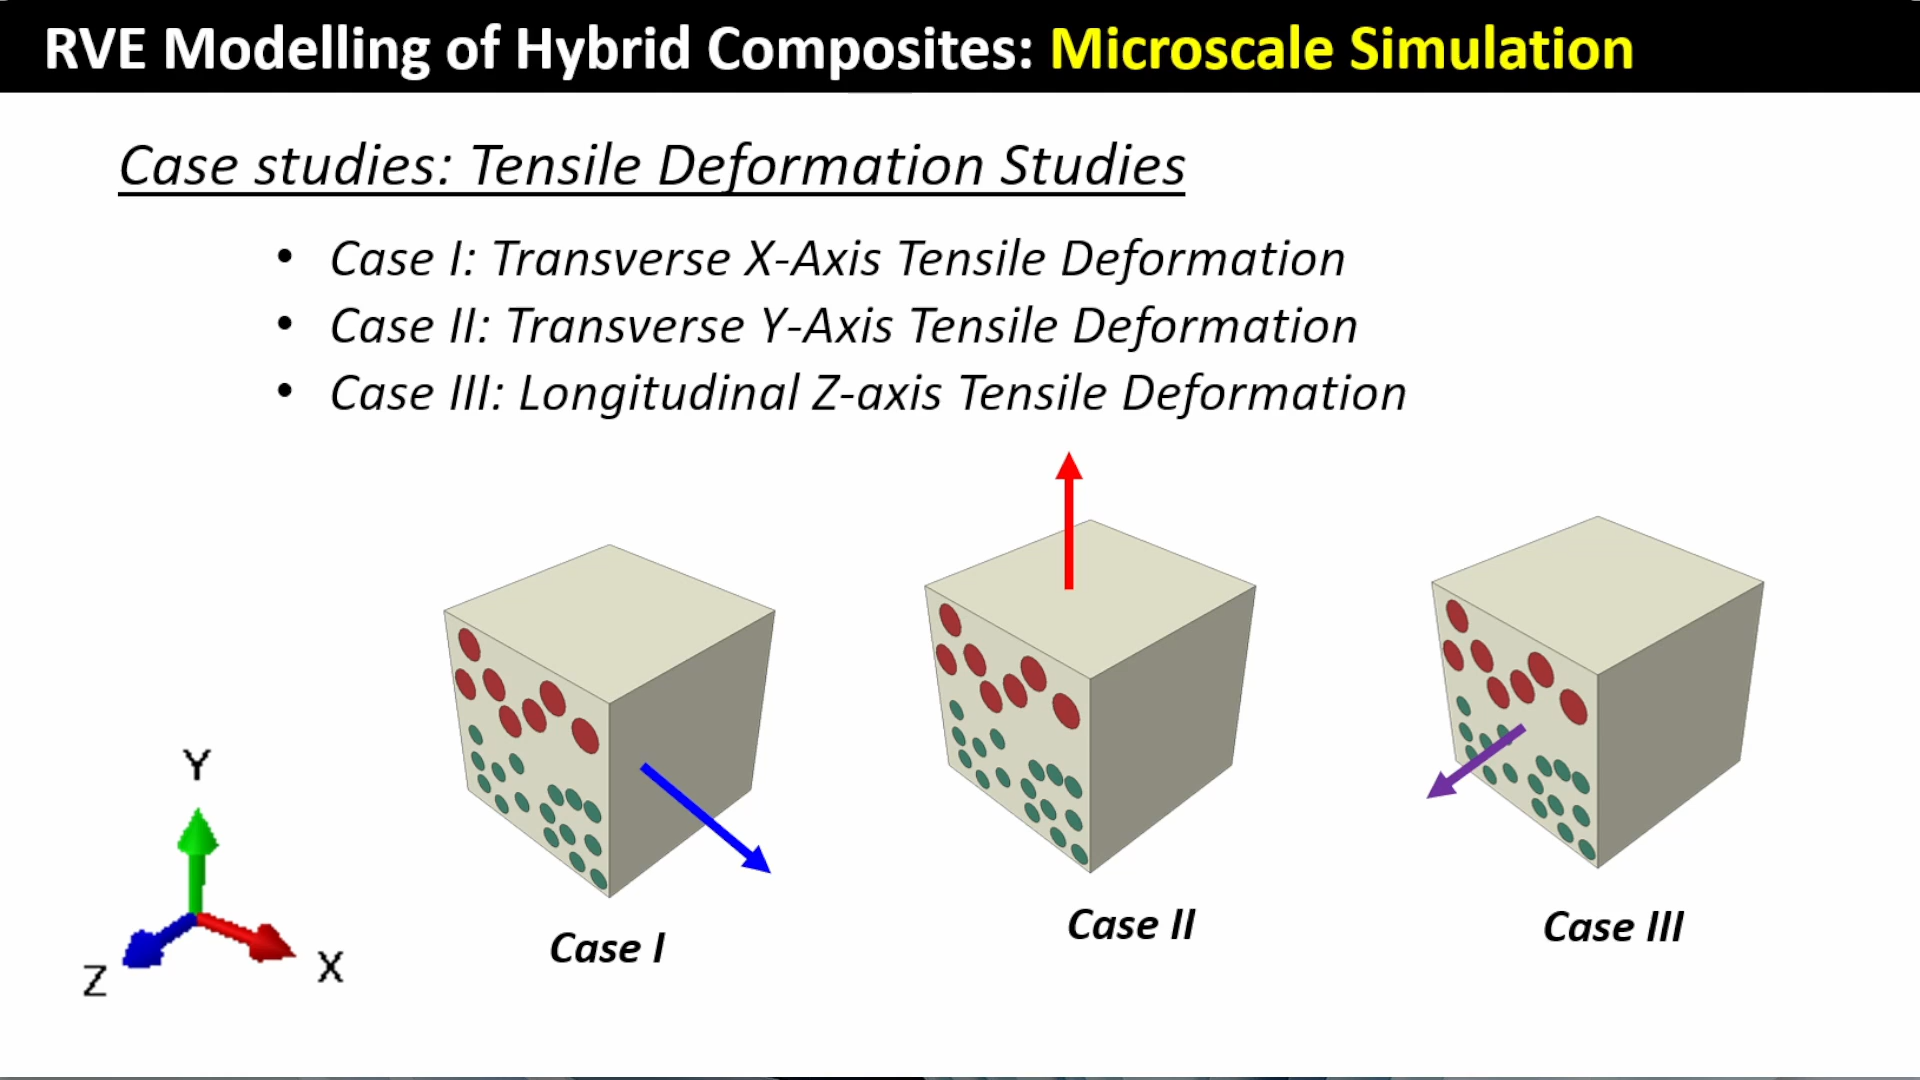 RVE Modelling of Hybrid Composites: Microscale Simulation
Case studies: Tensile Deformation Studies
• Case I: Transverse X-Axis Tensile Deformation
• Case II: Transverse Y-Axis Tensile Deformation
• Case III: Longitudinal Z-axis Tensile Deformation
Y
Z
X
Case I
Case II
Case III